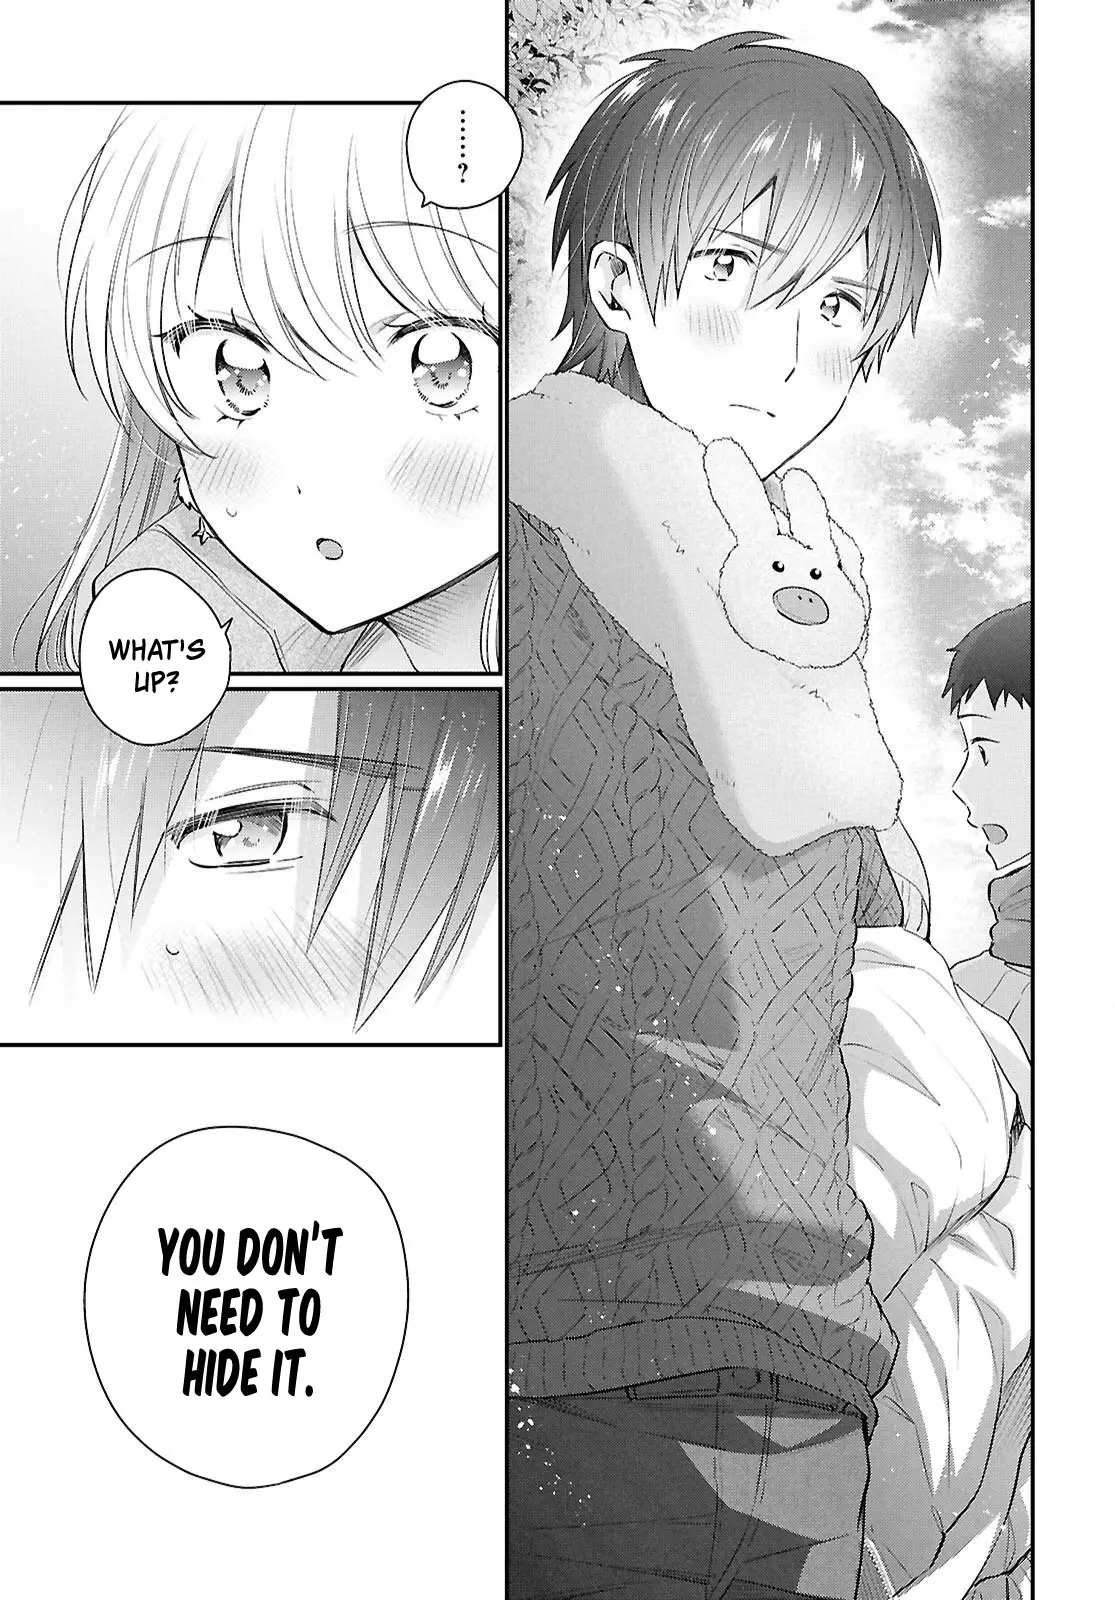 ………?
WHAT'S
UP?
YOU DON'T
NEED TO
HIDE IT.